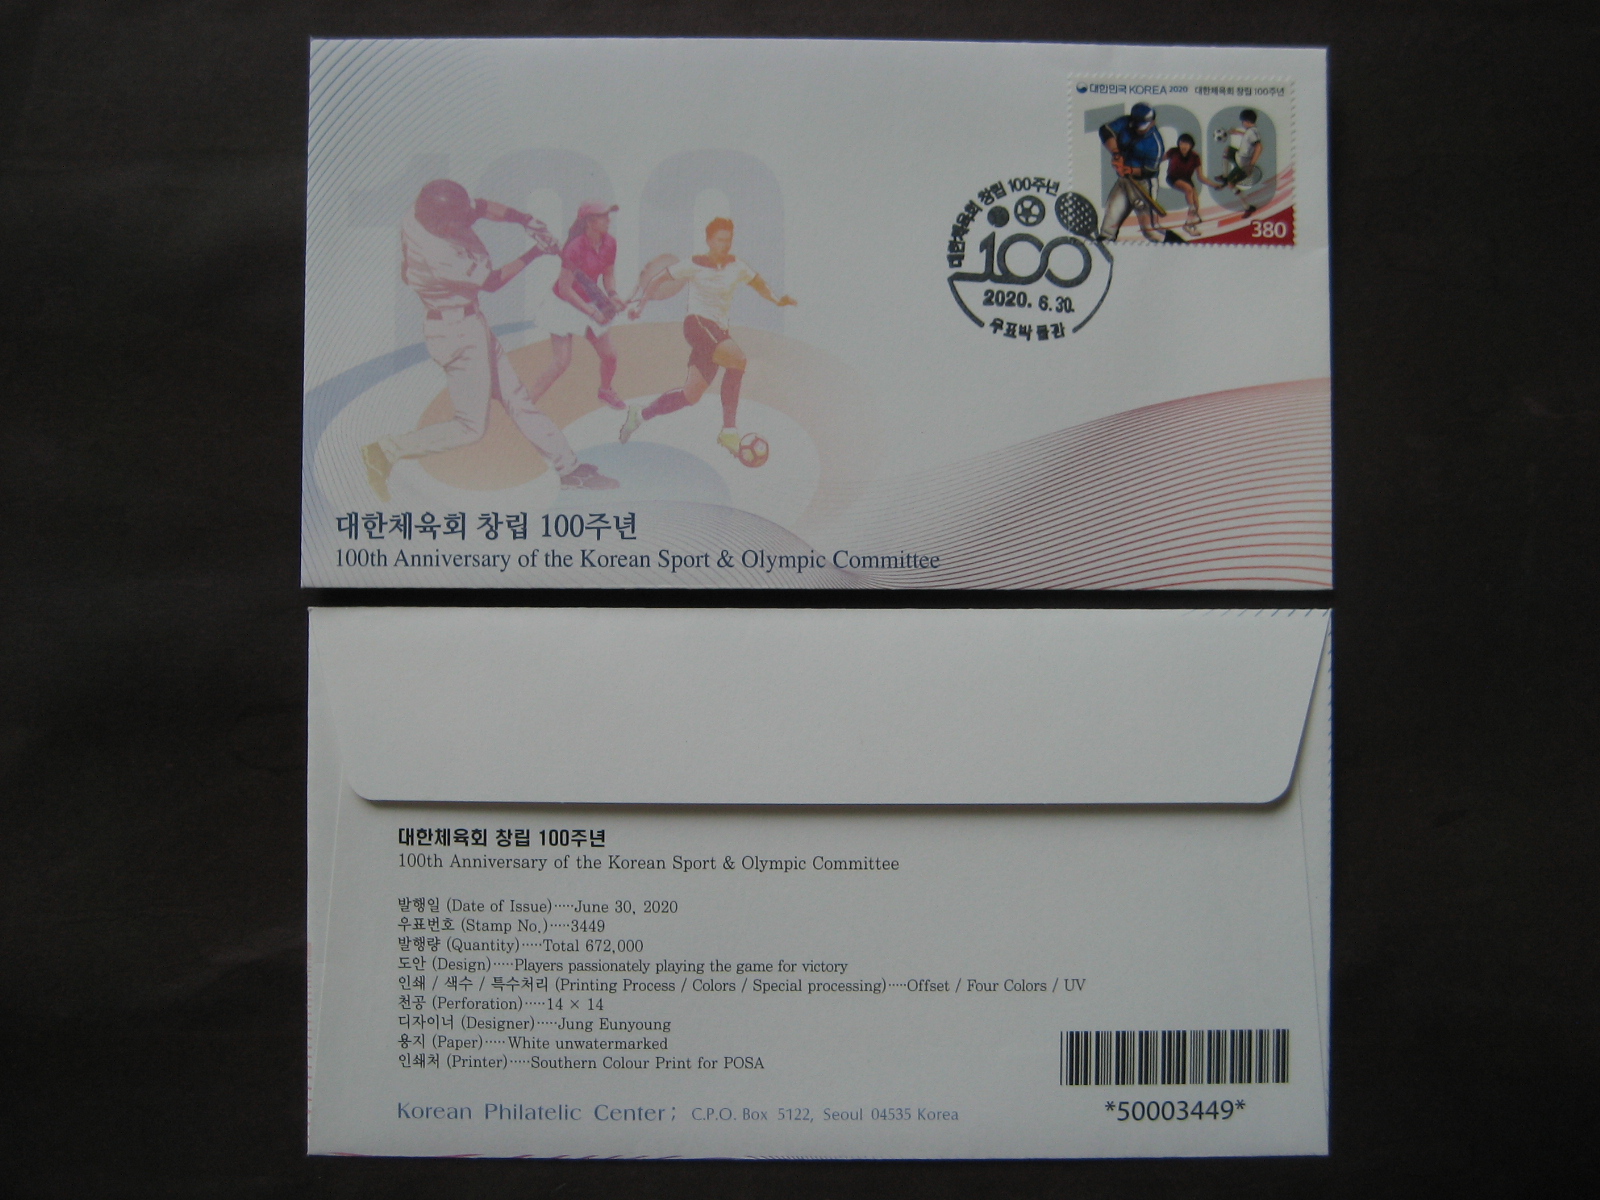 대한민국 KOREA 2020 대한체육회 창립 100주년
100
380
대한체육회 창립 100주년
100
2020. 6. 30.
우표박물관
100
대한체육회 창립 100주년
100th Anniversary of the Korean Sport & Olympic Committee
대한체육회 창립 100주년
100th Anniversary of the Korean Sport & Olympic Committee
발행일 (Date of Issue)·····June 30, 2020
우표번호 (Stamp No.)·····3449
발행량 (Quantity)·····Total 672,000
도안 (Design)·····Players passionately playing the game for victory
인쇄 / 색수 / 특수처리 (Printing Process / Colors / Special processing)·····Offset / Four Colors / UV
천공 (Perforation)·····14 × 14
디자이너 (Designer)·····Jung Eunyoung
용지 (Paper)·····White unwatermarked
인쇄처 (Printer)·····Southern Colour Print for POSA
Korean Philatelic Center; C.P.O. Box 5122, Seoul 04535 Korea
*50003449*